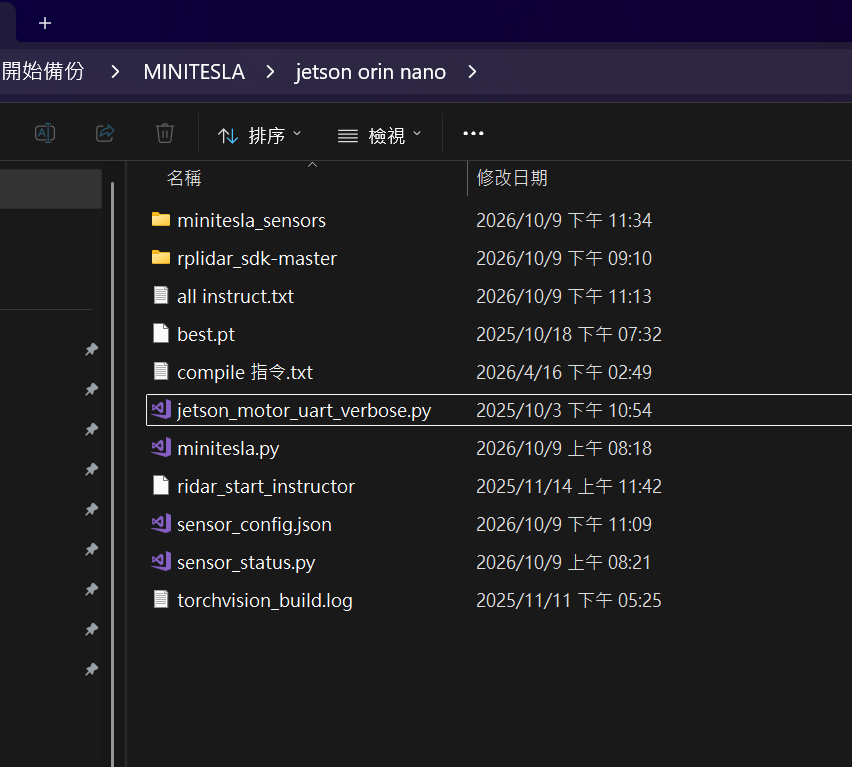 開始備份 > MINITESLA > jetson orin nano >
排序 檢視 •••
名稱 修改日期
minitesla_sensors 2026/10/9 下午 11:34
rplidar_sdk-master 2026/10/9 下午 09:10
all instruct.txt 2026/10/9 下午 11:13
best.pt 2025/10/18 下午 07:32
compile 指令.txt 2026/4/16 下午 02:49
jetson_motor_uart_verbose.py 2025/10/3 下午 10:54
minitesla.py 2026/10/9 上午 08:18
ridar_start_instructor 2025/11/14 上午 11:42
sensor_config.json 2026/10/9 下午 11:09
sensor_status.py 2026/10/9 上午 08:21
torchvision_build.log 2025/11/11 下午 05:25